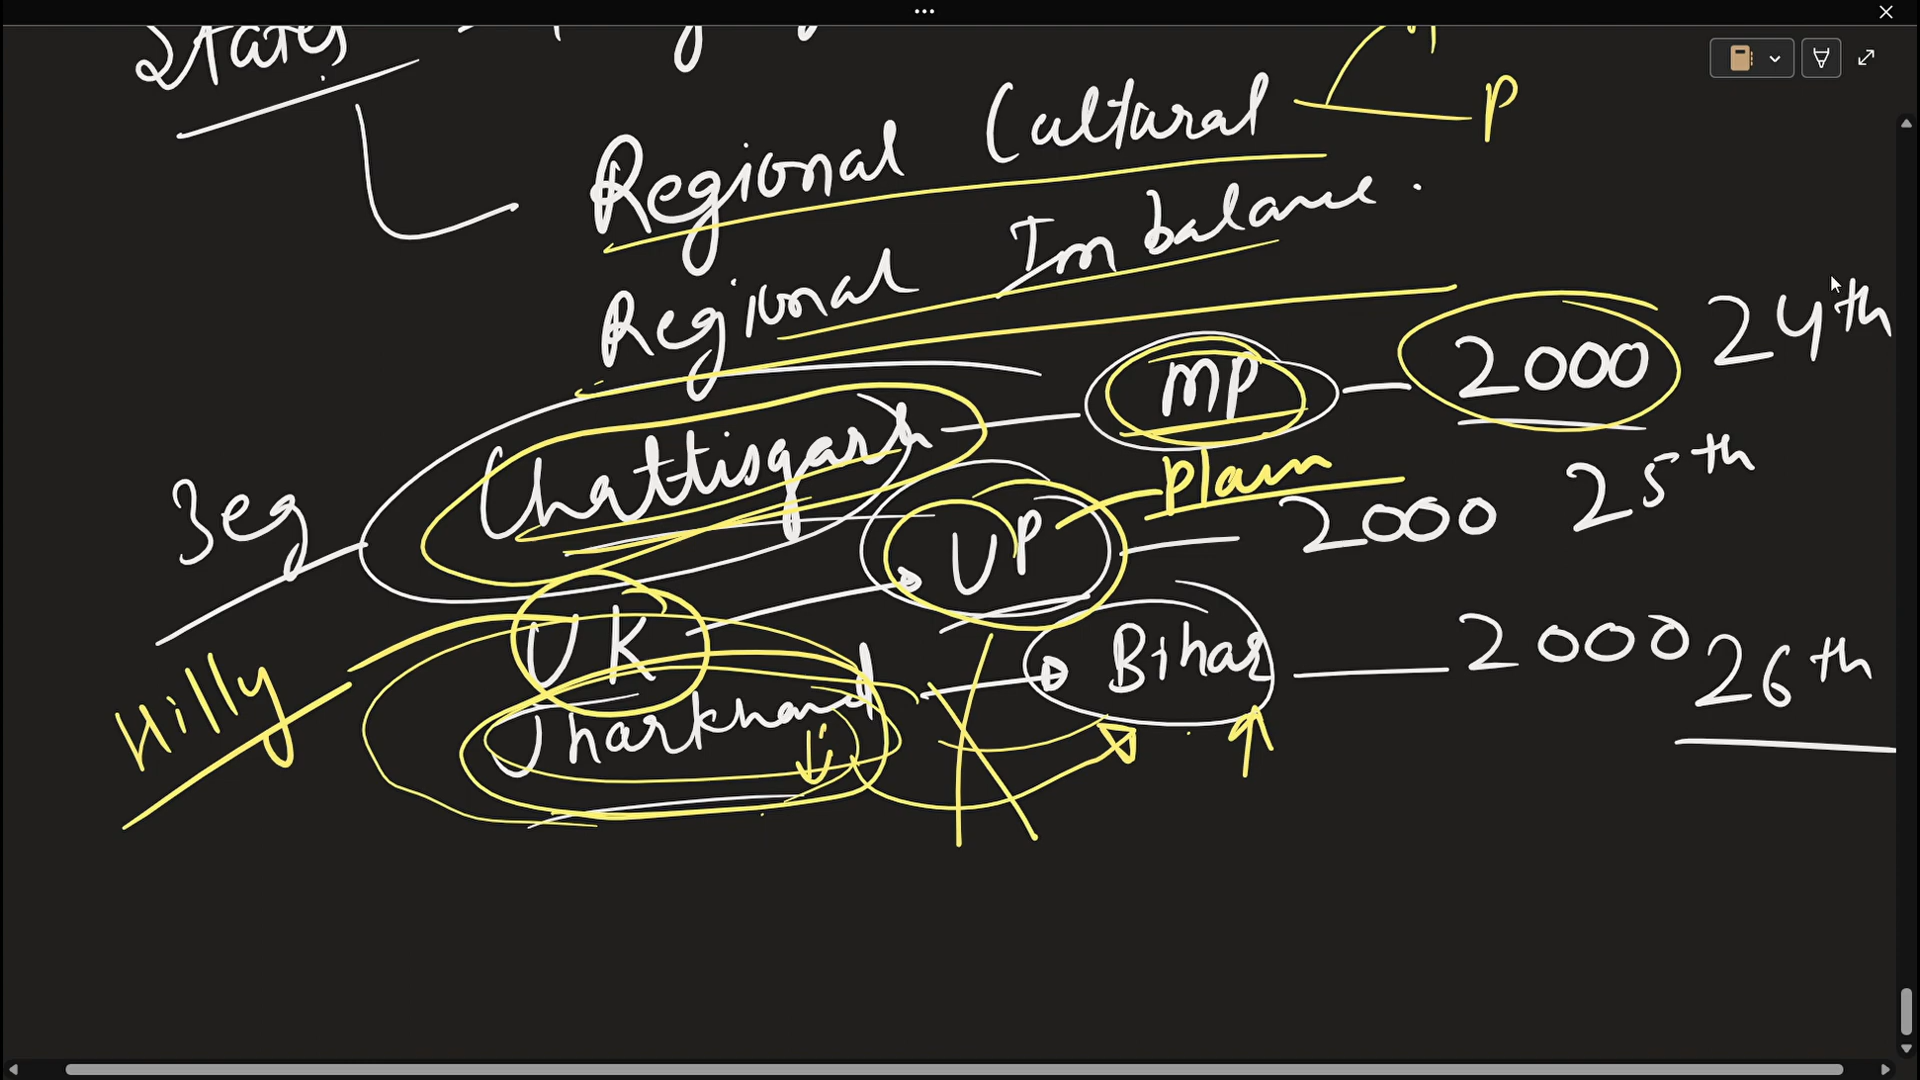 States
P
Regional Cultural
Regional Imbalance.
3eg Chattisgarh MP 2000 24th
Plain
UK UP 2000 25th
Hilly
Jharkhand Bihar 2000 26th